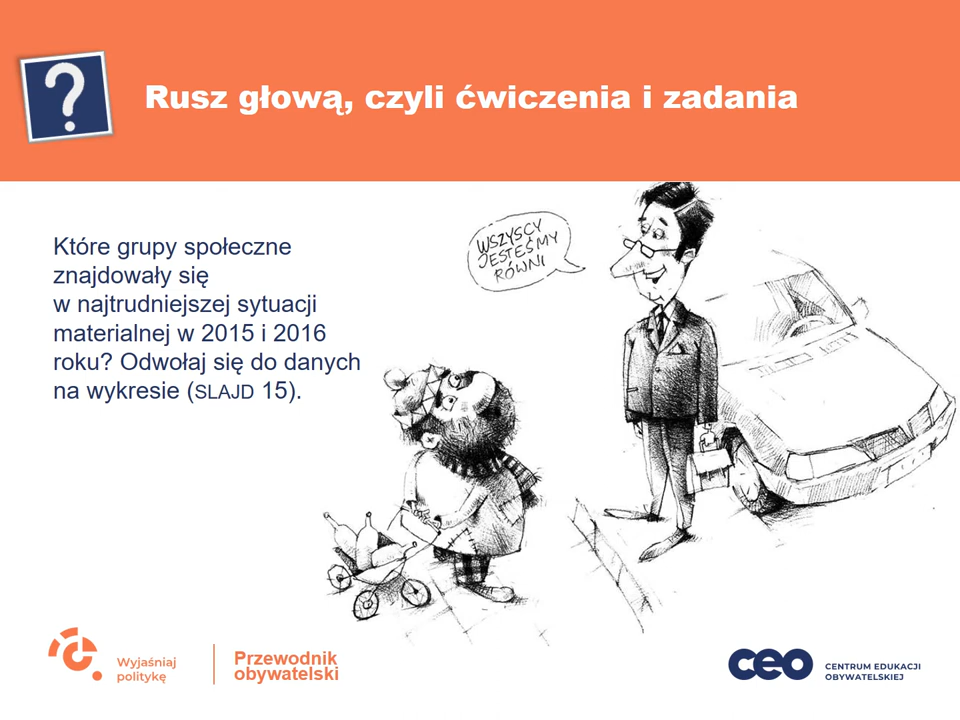 ?
Rusz głową, czyli ćwiczenia i zadania
Które grupy społeczne
znajdowały się
w najtrudniejszej sytuacji
materialnej w 2015 i 2016
roku? Odwołaj się do danych
na wykresie (SLAJD 15).
WSZYSCY
JESTEŚMY
RÓWNI
Wyjaśniaj
politykę
Przewodnik
obywatelski
ceo
CENTRUM EDUKACJI
OBYWATELSKIEJ